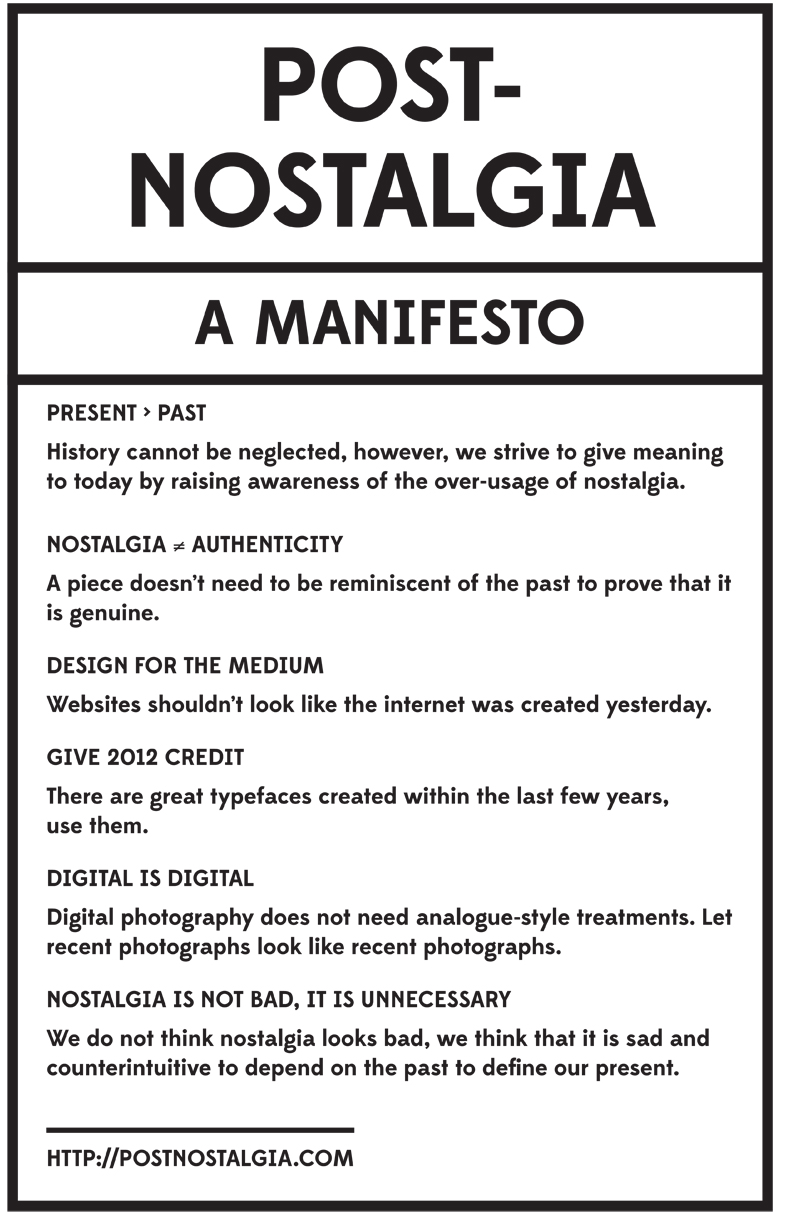 POST-
NOSTALGIA
A MANIFESTO
PRESENT > PAST
History cannot be neglected, however, we strive to give meaning
to today by raising awareness of the over-usage of nostalgia.
NOSTALGIA ≠ AUTHENTICITY
A piece doesn't need to be reminiscent of the past to prove that it
is genuine.
DESIGN FOR THE MEDIUM
Websites shouldn't look like the internet was created yesterday.
GIVE 2012 CREDIT
There are great typefaces created within the last few years,
use them.
DIGITAL IS DIGITAL
Digital photography does not need analogue-style treatments. Let
recent photographs look like recent photographs.
NOSTALGIA IS NOT BAD, IT IS UNNECESSARY
We do not think nostalgia looks bad, we think that it is sad and
counterintuitive to depend on the past to define our present.
HTTP://POSTNOSTALGIA.COM